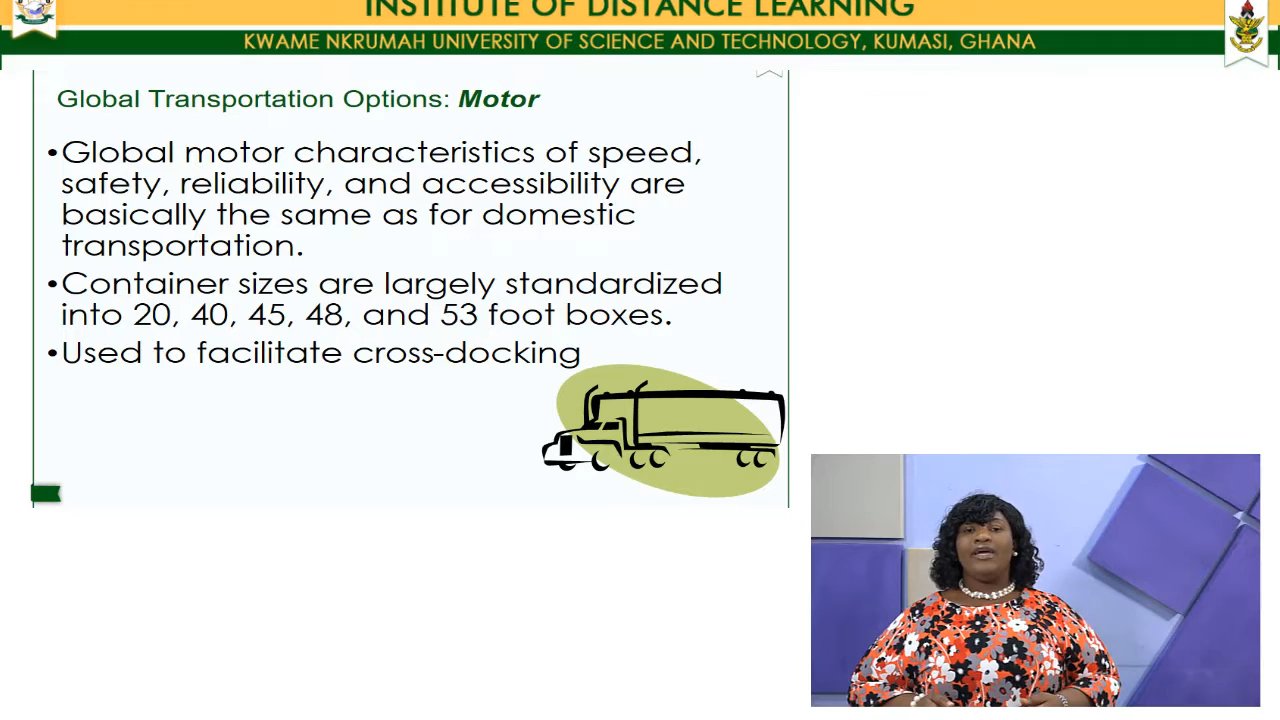 INSTITUTE OF DISTANCE LEARNING
KWAME NKRUMAH UNIVERSITY OF SCIENCE AND TECHNOLOGY, KUMASI, GHANA
Global Transportation Options: Motor
•Global motor characteristics of speed,
safety, reliability, and accessibility are
basically the same as for domestic
transportation.
•Container sizes are largely standardized
into 20, 40, 45, 48, and 53 foot boxes.
•Used to facilitate cross-docking